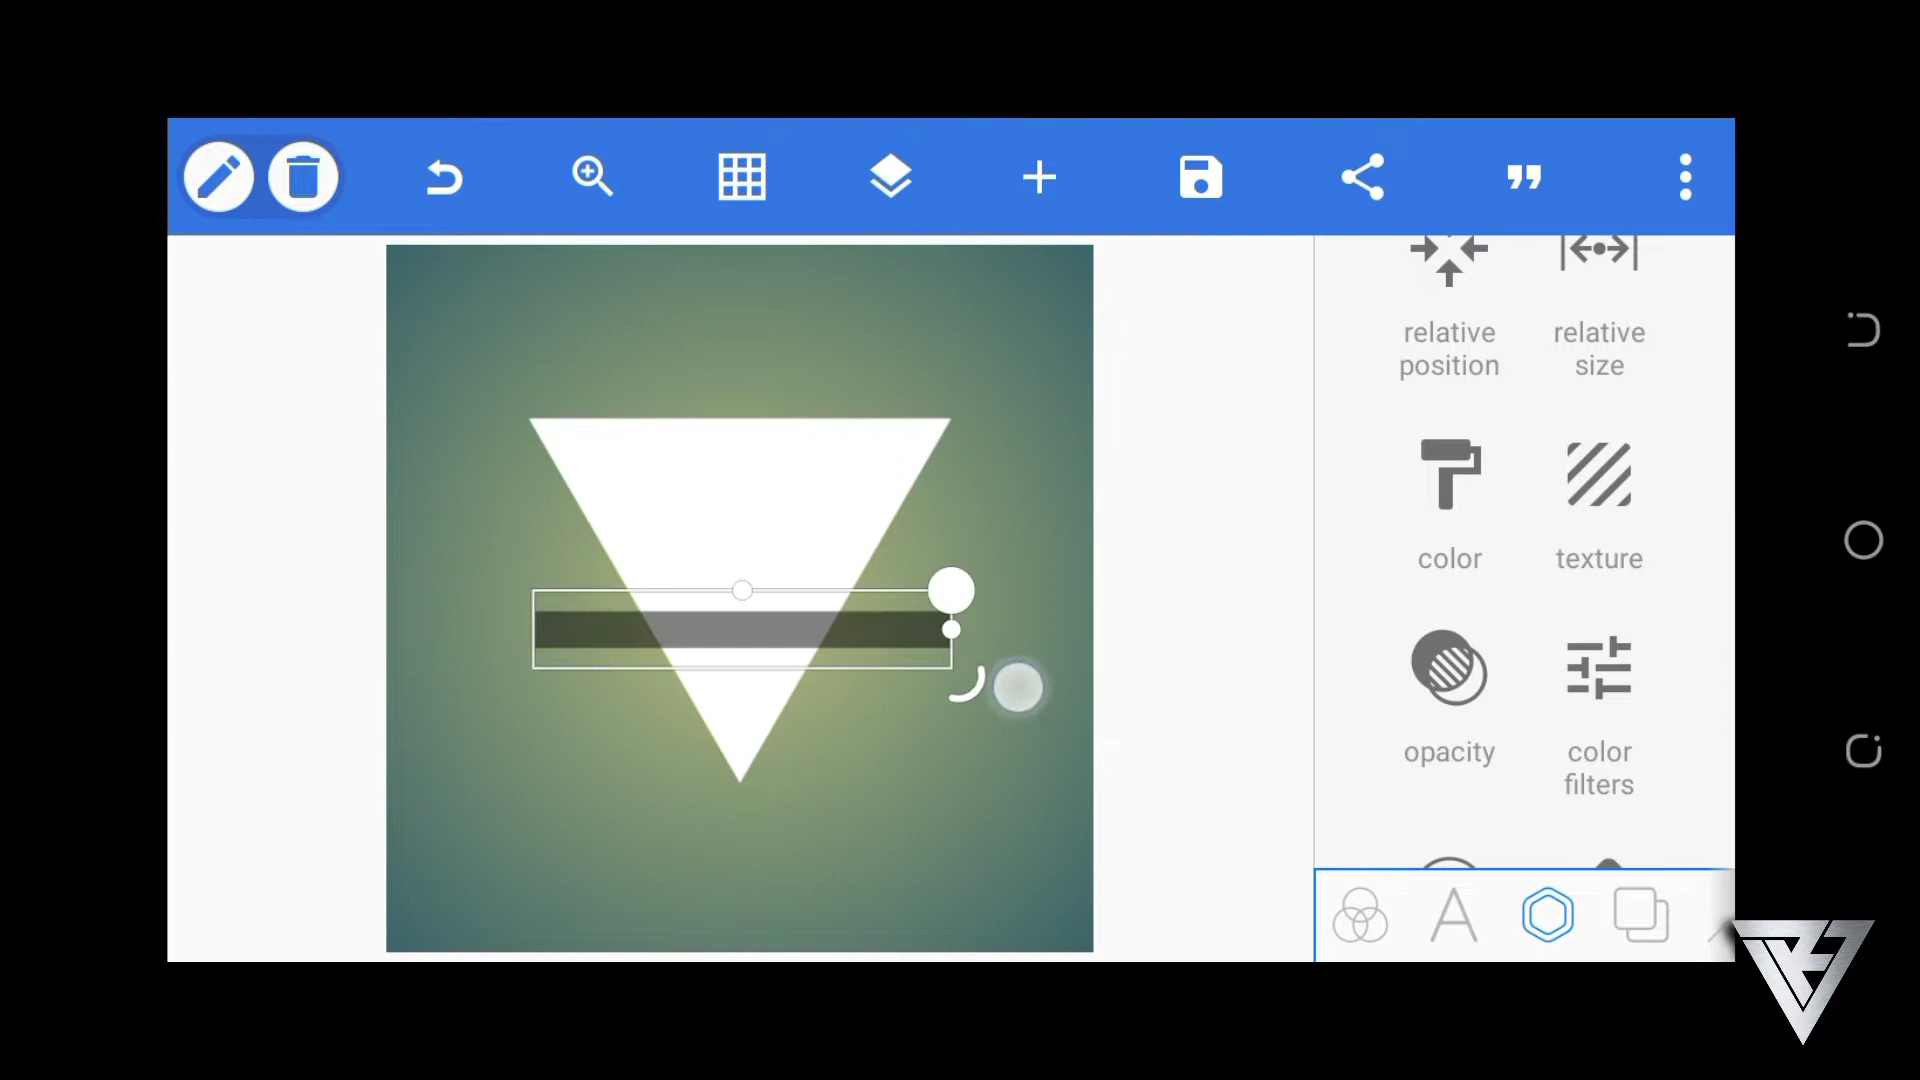 relative
position
relative
size
color
texture
opacity
color
filters